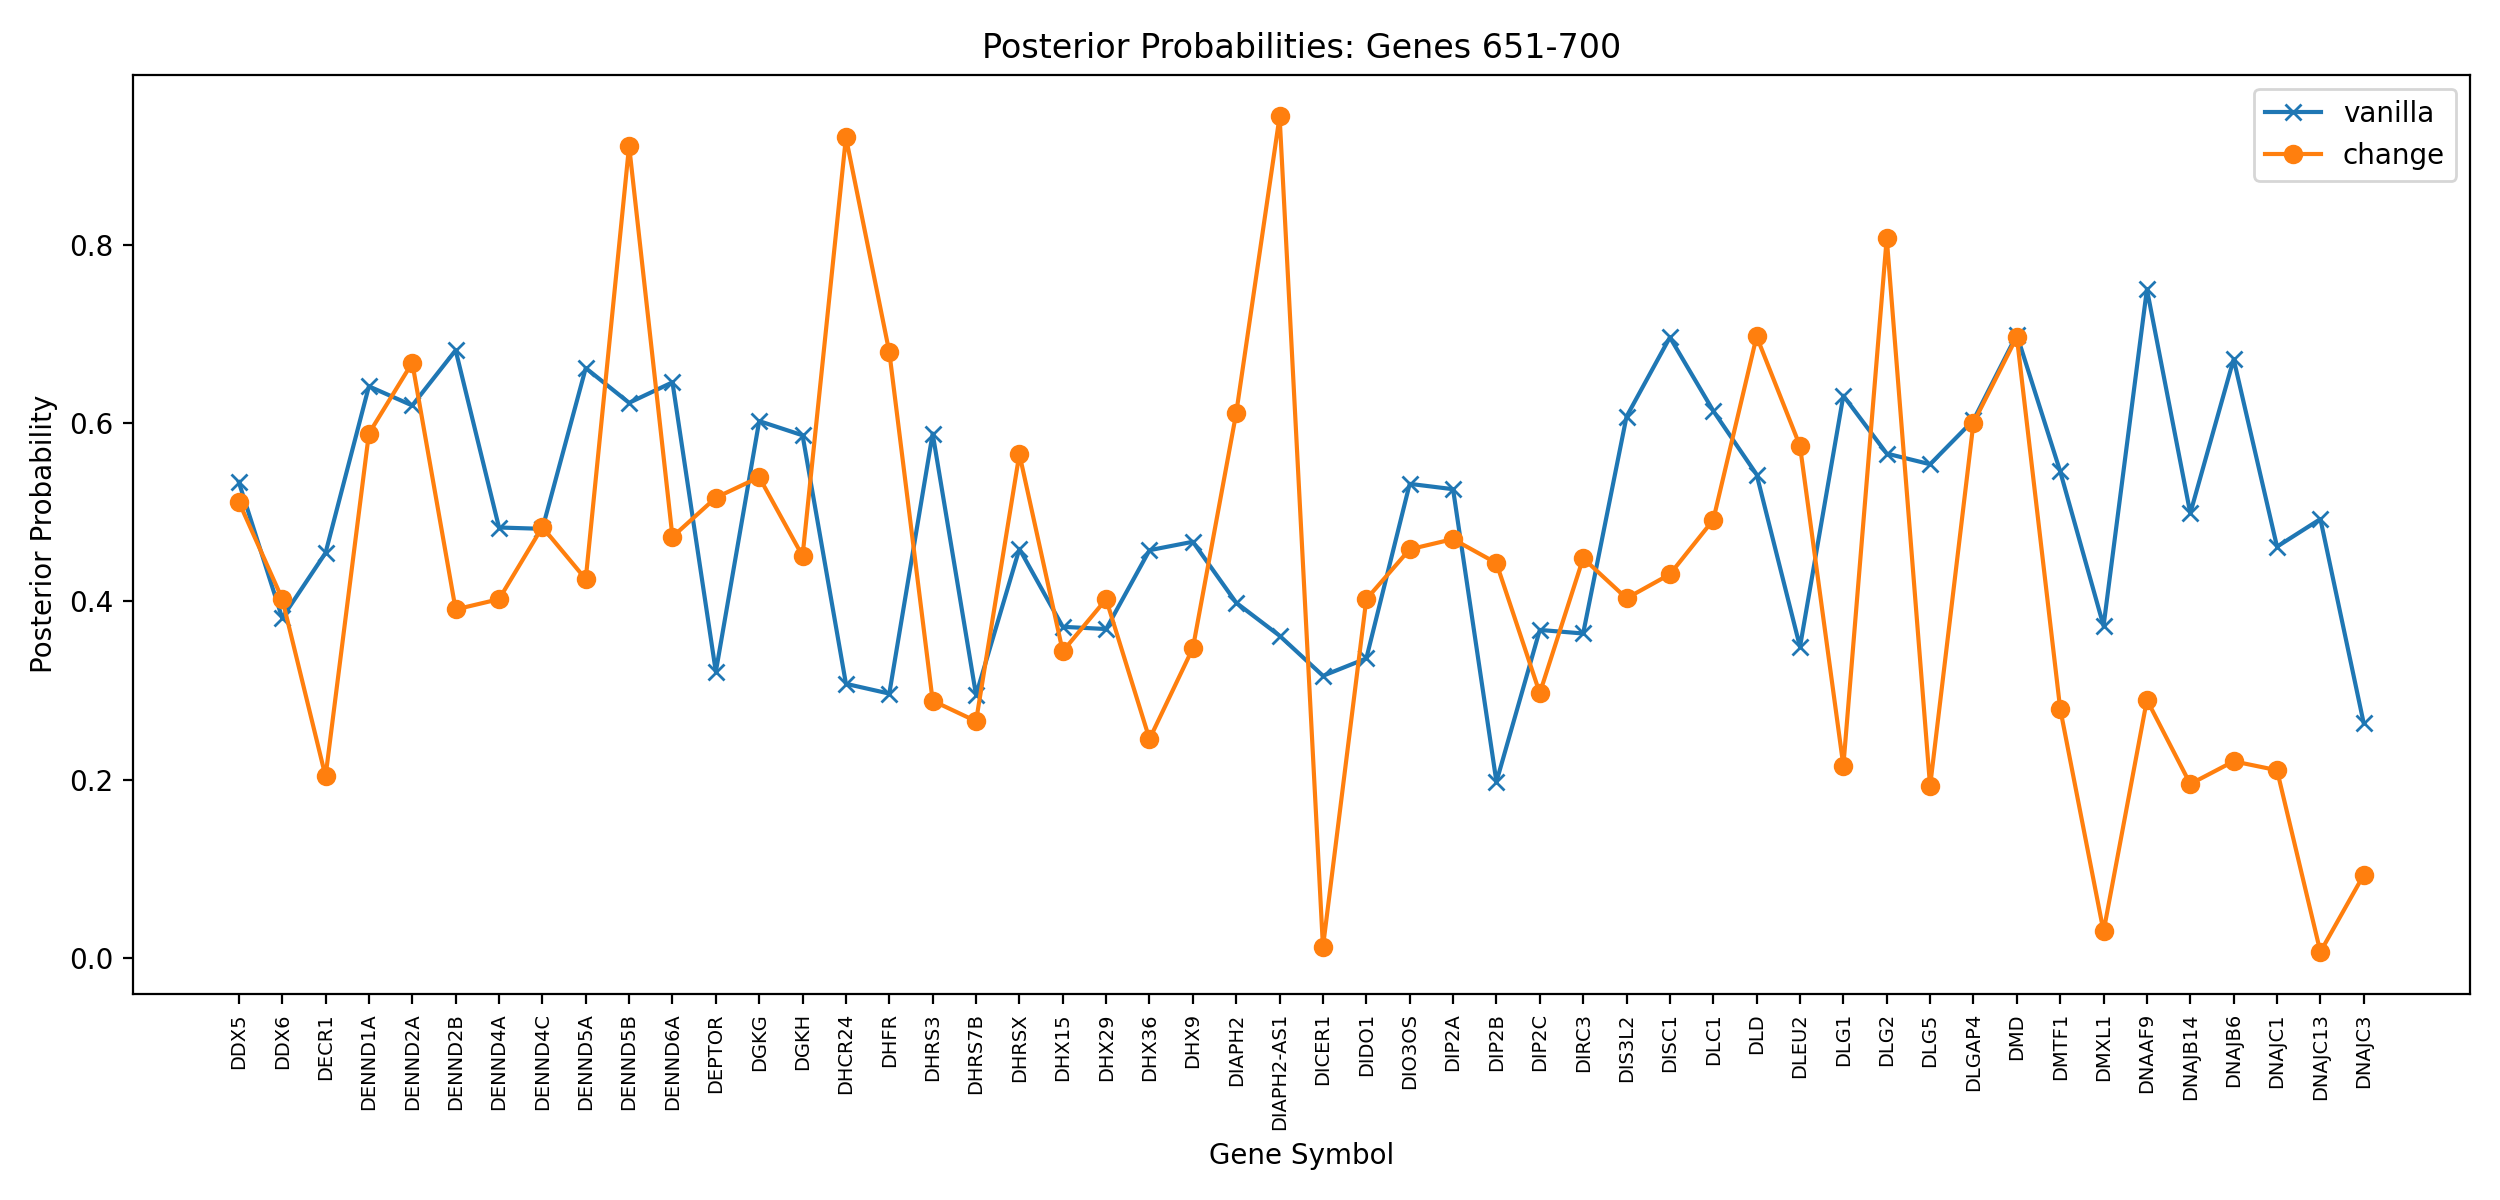 Posterior Probabilities: Genes 651-700
vanilla
change
Posterior Probability
0.8
0.6
0.4
0.2
0.0
DDX5
DDX6
DECR1
DENND1A
DENND2A
DENND2B
DENND4A
DENND4C
DENND5A
DENND5B
DENND6A
DEPTOR
DGKG
DGKH
DHCR24
DHFR
DHRS3
DHRS7B
DHRSX
DHX15
DHX29
DHX36
DHX9
DIAPH2
DIAPH2-AS1
DICER1
DIDO1
DIO3OS
DIP2A
DIP2B
DIP2C
DIRC3
DIS3L2
DISC1
DLC1
DLD
DLEU2
DLG1
DLG2
DLG5
DLGAP4
DMD
DMTF1
DMXL1
DNAAF9
DNAJB14
DNAJB6
DNAJC1
DNAJC13
DNAJC3
Gene Symbol